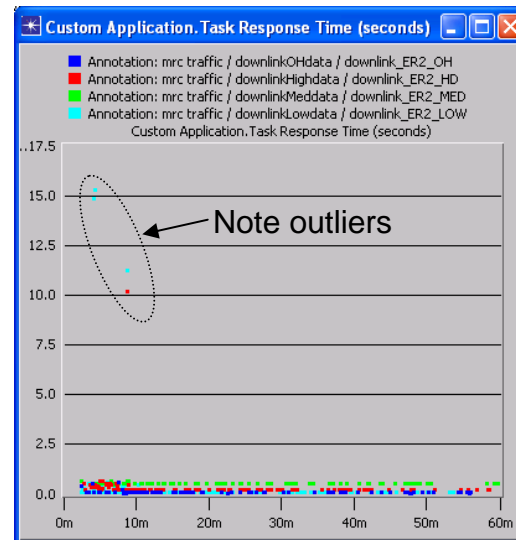 Custom Application.Task Response Time (seconds)
Annotation: mrc traffic / downlinkOHdata / downlink_ER2_OH
Annotation: mrc traffic / downlinkHighdata / downlink_ER2_HD
Annotation: mrc traffic / downlinkMeddata / downlink_ER2_MED
Annotation: mrc traffic / downlinkLowdata / downlink_ER2_LOW
Custom Application.Task Response Time (seconds)
..17.5
15.0
Note outliers
12.5
10.0
7.5
5.0
2.5
0.0
0m 10m 20m 30m 40m 50m 60m